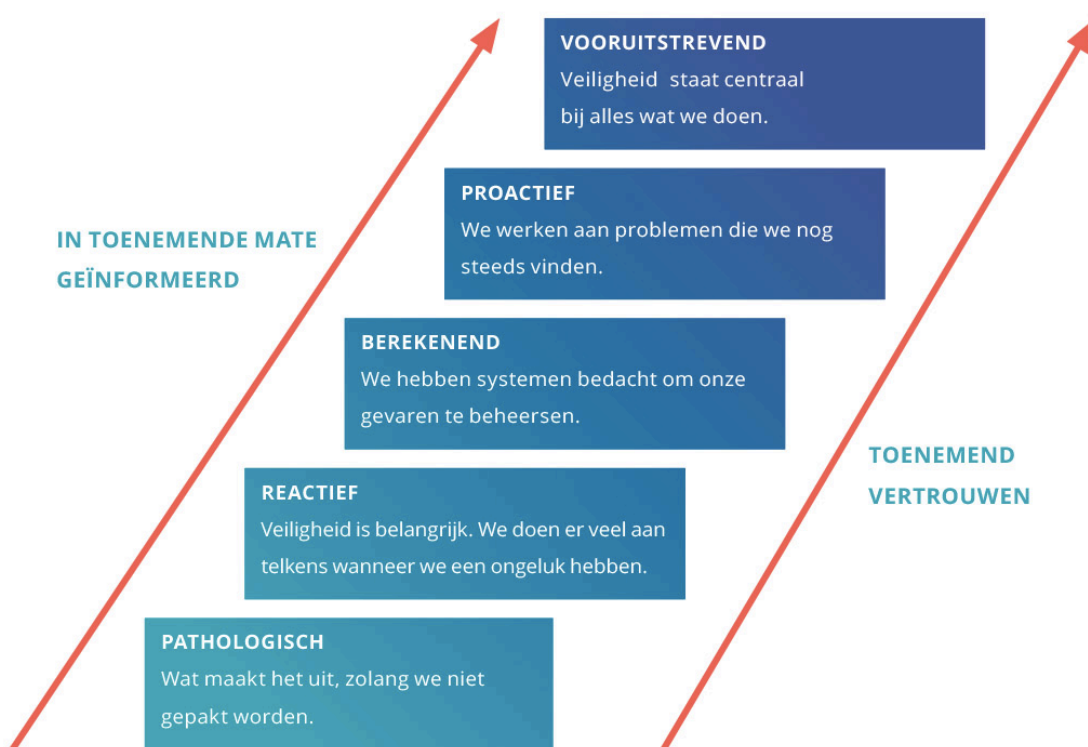 VOORUITSTREVEND
Veiligheid staat centraal
bij alles wat we doen.
PROACTIEF
We werken aan problemen die we nog
steeds vinden.
IN TOENEMENDE MATE
GEÏNFORMEERD
BEREKENEND
We hebben systemen bedacht om onze
gevaren te beheersen.
TOENEMEND
VERTROUWEN
REACTIEF
Veiligheid is belangrijk. We doen er veel aan
telkens wanneer we een ongeluk hebben.
PATHOLOGISCH
Wat maakt het uit, zolang we niet
gepakt worden.